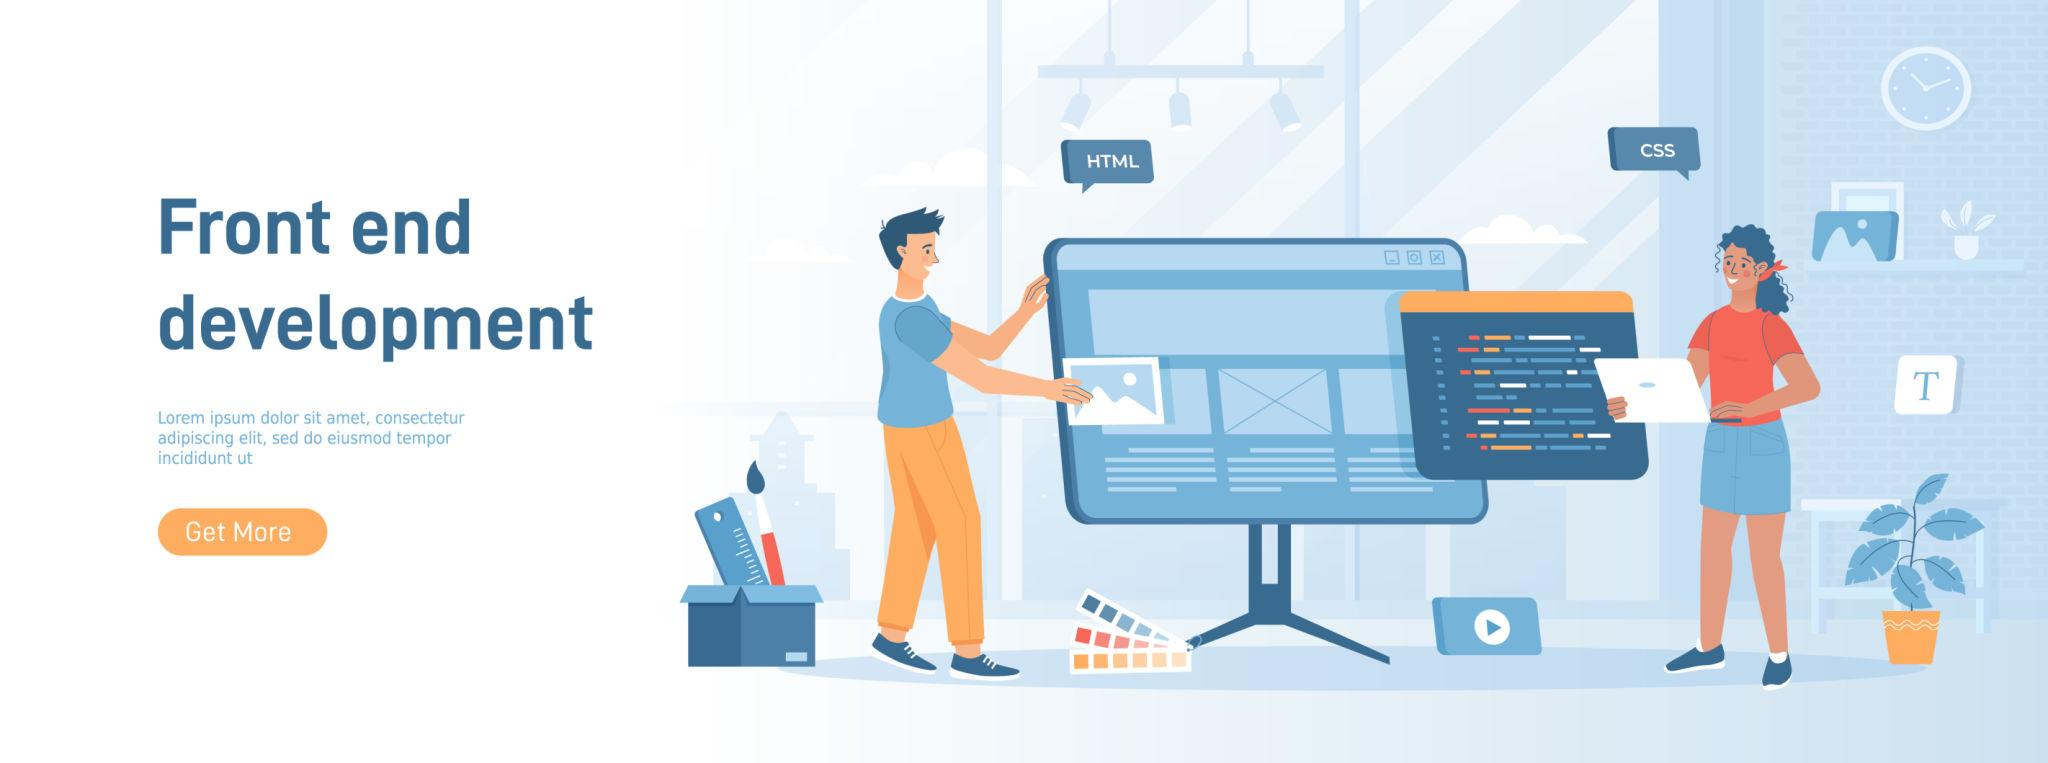 Front end
development
Lorem ipsum dolor sit amet, consectetur
adipiscing elit, sed do eiusmod tempor
incididunt ut
Get More
HTML
CSS
T